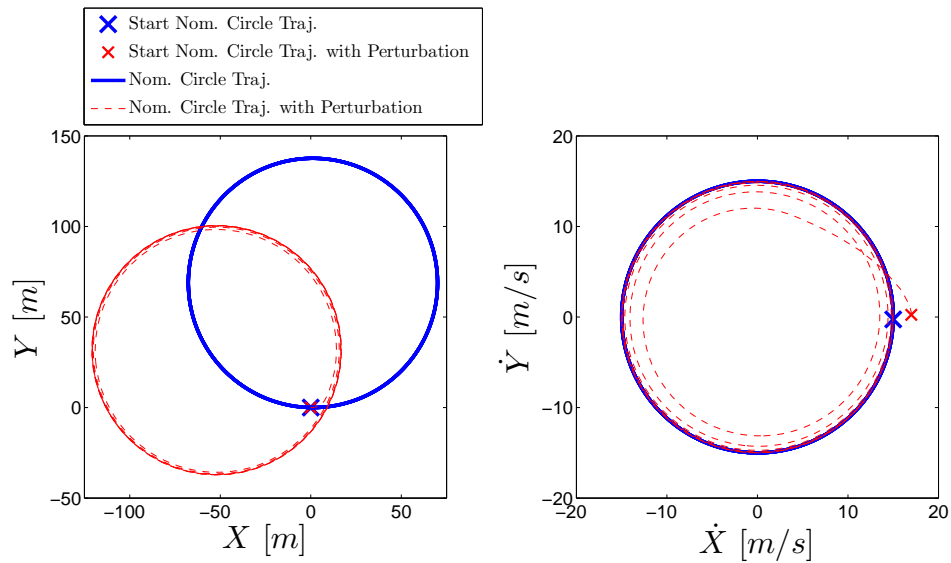 Start Nom. Circle Traj.
Start Nom. Circle Traj. with Perturbation
Nom. Circle Traj.
Nom. Circle Traj. with Perturbation
150
100
50
0
−50
−100
−50
0
50
Y [m]
X [m]
20
10
0
−10
−20
−20
−10
0
10
20
Ẏ [m/s]
Ẋ [m/s]